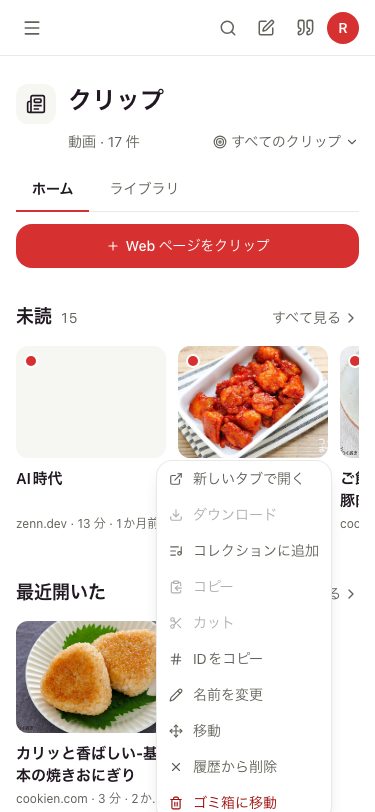 R
クリップ
動画 · 17 件
すべてのクリップ
ホーム
ライブラリ
+ Web ページをクリップ
未読 15
すべて見る
AI時代
zenn.dev · 13 分 · 1か月前
ご飯
豚肉
coo
新しいタブで開く
ダウンロード
コレクションに追加
コピー
カット
IDをコピー
名前を変更
移動
履歴から削除
ゴミ箱に移動
最近開いた
る
カリッと香ばしい-基
本の焼きおにぎり
cookien.com · 3 分 · 2か.